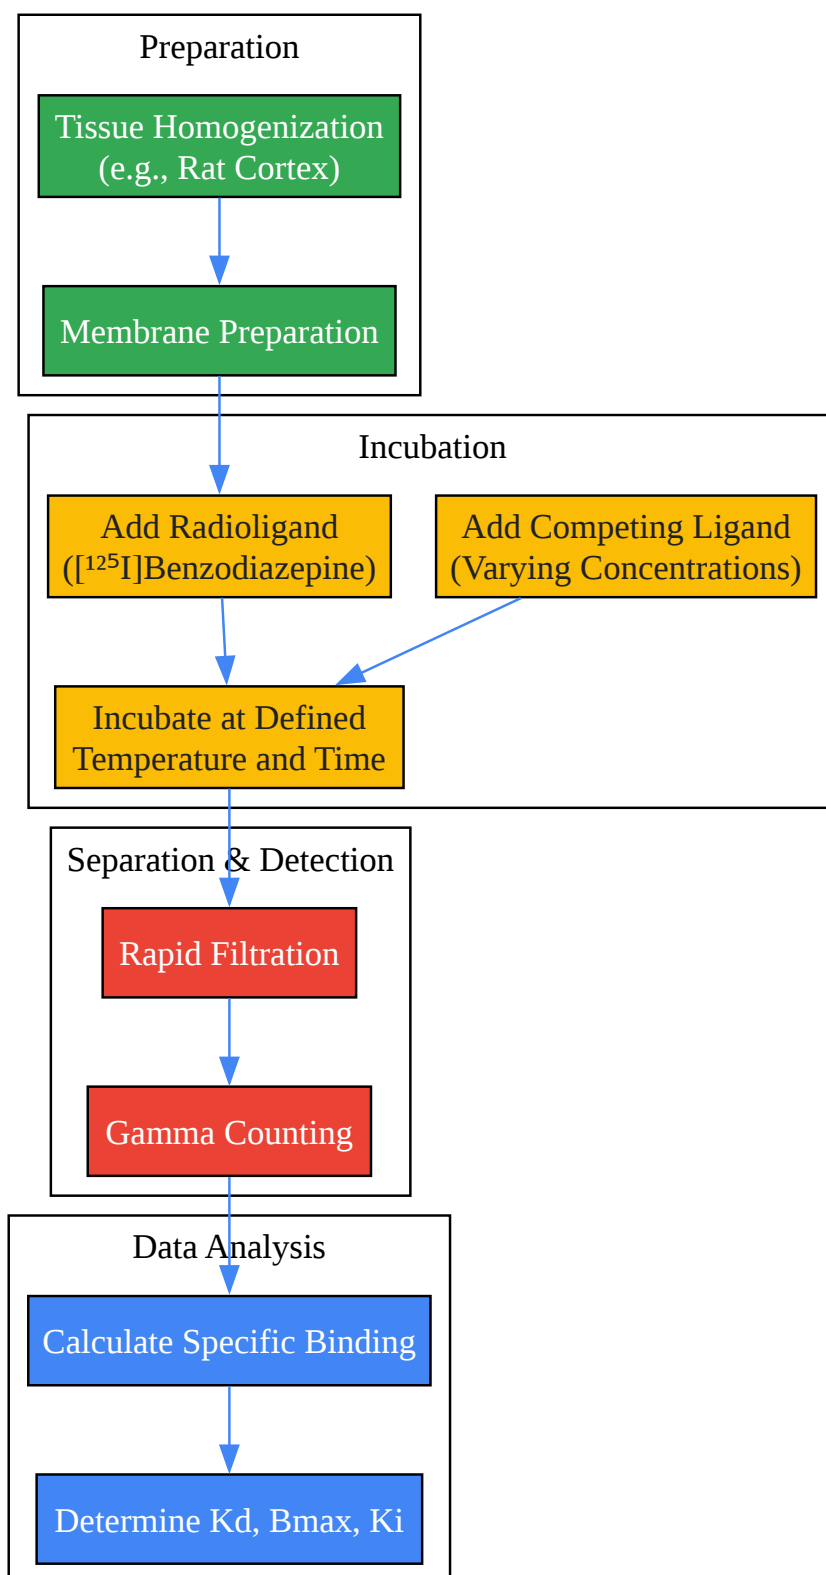 Preparation
Tissue Homogenization
(e.g., Rat Cortex)
Membrane Preparation
Incubation
Add Radioligand
([¹²⁵I]Benzodiazepine)
Add Competing Ligand
(Varying Concentrations)
Incubate at Defined
Temperature and Time
Separation & Detection
Rapid Filtration
Gamma Counting
Data Analysis
Calculate Specific Binding
Determine Kd, Bmax, Ki